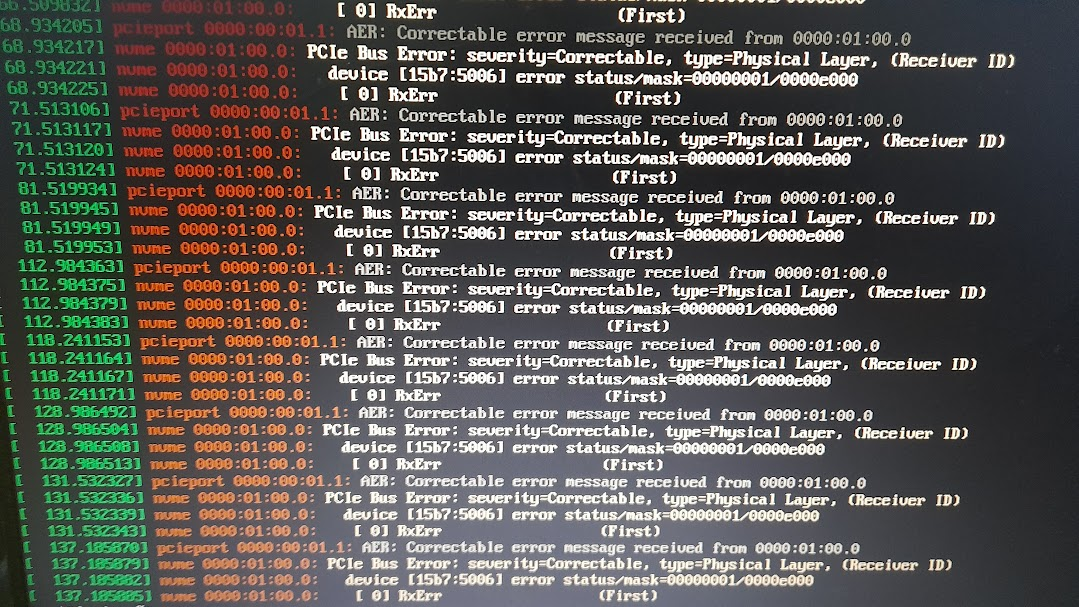 66.509832] nvme 0000:01:00.0:
[ 0] RxErr (First)
68.934205] pcieport 0000:00:01.1: AER: Correctable error message received from 0000:01:00.0
68.934217] nvme 0000:01:00.0: PCIe Bus Error: severity=Correctable, type=Physical Layer, (Receiver ID)
68.934221] nvme 0000:01:00.0: device [15b7:5006] error status/mask=00000001/0000e000
68.934225] nvme 0000:01:00.0: [ 0] RxErr (First)
71.513106] pcieport 0000:00:01.1: AER: Correctable error message received from 0000:01:00.0
71.513117] nvme 0000:01:00.0: PCIe Bus Error: severity=Correctable, type=Physical Layer, (Receiver ID)
71.513120] nvme 0000:01:00.0: device [15b7:5006] error status/mask=00000001/0000e000
71.513124] nvme 0000:01:00.0: [ 0] RxErr (First)
81.519934] pcieport 0000:00:01.1: AER: Correctable error message received from 0000:01:00.0
81.519945] nvme 0000:01:00.0: PCIe Bus Error: severity=Correctable, type=Physical Layer, (Receiver ID)
81.519949] nvme 0000:01:00.0: device [15b7:5006] error status/mask=00000001/0000e000
81.519953] nvme 0000:01:00.0: [ 0] RxErr (First)
112.984363] pcieport 0000:00:01.1: AER: Correctable error message received from 0000:01:00.0
112.984375] nvme 0000:01:00.0: PCIe Bus Error: severity=Correctable, type=Physical Layer, (Receiver ID)
[ 112.984379] nvme 0000:01:00.0: device [15b7:5006] error status/mask=00000001/0000e000
[ 112.984383] nvme 0000:01:00.0: [ 0] RxErr (First)
[ 118.241153] pcieport 0000:00:01.1: AER: Correctable error message received from 0000:01:00.0
[ 118.241164] nvme 0000:01:00.0: PCIe Bus Error: severity=Correctable, type=Physical Layer, (Receiver ID)
[ 118.241167] nvme 0000:01:00.0: device [15b7:5006] error status/mask=00000001/0000e000
[ 118.241171] nvme 0000:01:00.0: [ 0] RxErr (First)
[ 128.986492] pcieport 0000:00:01.1: AER: Correctable error message received from 0000:01:00.0
[ 128.986504] nvme 0000:01:00.0: PCIe Bus Error: severity=Correctable, type=Physical Layer, (Receiver ID)
[ 128.986508] nvme 0000:01:00.0: device [15b7:5006] error status/mask=00000001/0000e000
[ 128.986513] nvme 0000:01:00.0: [ 0] RxErr (First)
[ 131.532327] pcieport 0000:00:01.1: AER: Correctable error message received from 0000:01:00.0
[ 131.532336] nvme 0000:01:00.0: PCIe Bus Error: severity=Correctable, type=Physical Layer, (Receiver ID)
[ 131.532339] nvme 0000:01:00.0: device [15b7:5006] error status/mask=00000001/0000e000
[ 131.532343] nvme 0000:01:00.0: [ 0] RxErr (First)
[ 137.185870] pcieport 0000:00:01.1: AER: Correctable error message received from 0000:01:00.0
[ 137.185879] nvme 0000:01:00.0: PCIe Bus Error: severity=Correctable, type=Physical Layer, (Receiver ID)
[ 137.185882] nvme 0000:01:00.0: device [15b7:5006] error status/mask=00000001/0000e000
[ 137.185885] nvme 0000:01:00.0: [ 0] RxErr (First)